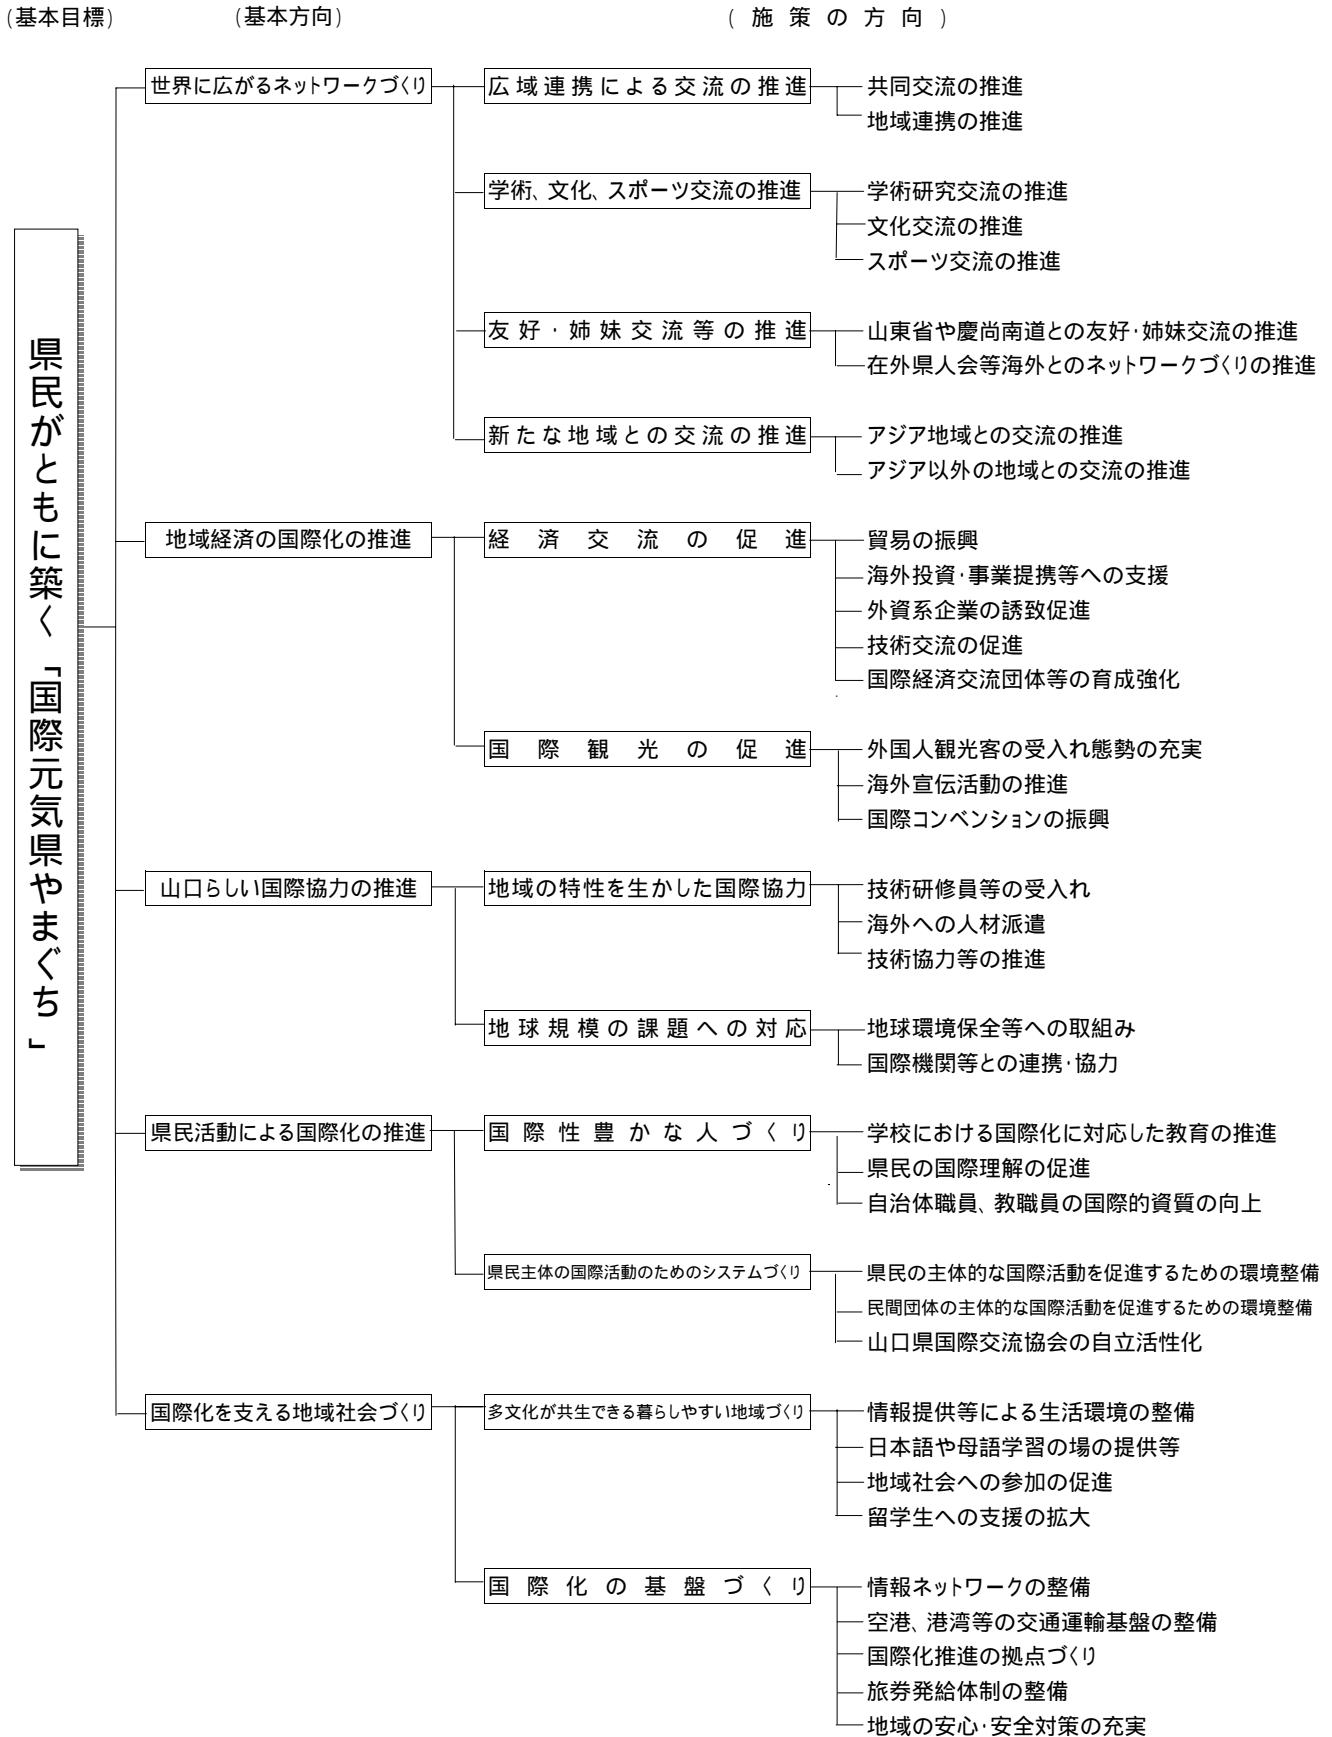 (基本目標) (基本方向) (施策の方向)
県民がともに築く「国際元気県やまぐち」
世界に広がるネットワークづくり
広域連携による交流の推進
共同交流の推進
地域連携の推進
学術、文化、スポーツ交流の推進
学術研究交流の推進
文化交流の推進
スポーツ交流の推進
友好・姉妹交流等の推進
山東省や慶尚南道との友好・姉妹交流の推進
在外県人会等海外とのネットワークづくりの推進
新たな地域との交流の推進
アジア地域との交流の推進
アジア以外の地域との交流の推進
地域経済の国際化の推進
経済交流の促進
貿易の振興
海外投資・事業提携等への支援
外資系企業の誘致促進
技術交流の促進
国際経済交流団体等の育成強化
国際観光の促進
外国人観光客の受入れ態勢の充実
海外宣伝活動の推進
国際コンベンションの振興
山口らしい国際協力の推進
地域の特性を生かした国際協力
技術研修員等の受入れ
海外への人材派遣
技術協力等の推進
地球規模の課題への対応
地球環境保全等への取組み
国際機関等との連携・協力
県民活動による国際化の推進
国際性豊かな人づくり
学校における国際化に対応した教育の推進
県民の国際理解の促進
自治体職員、教職員の国際的資質の向上
県民主体の国際活動のためのシステムづくり
県民の主体的な国際活動を促進するための環境整備
民間団体の主体的な国際活動を促進するための環境整備
山口県国際交流協会の自立活性化
国際化を支える地域社会づくり
多文化が共生できる暮らしやすい地域づくり
情報提供等による生活環境の整備
日本語や母語学習の場の提供等
地域社会への参加の促進
留学生への支援の拡大
国際化の基盤づくり
情報ネットワークの整備
空港、港湾等の交通運輸基盤の整備
国際化推進の拠点づくり
旅券発給体制の整備
地域の安心・安全対策の充実